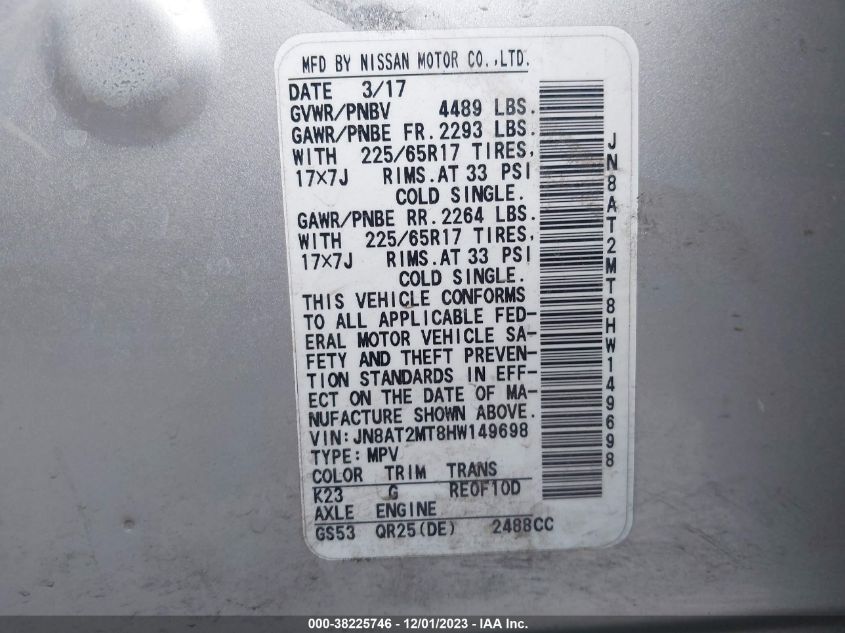 MFD BY NISSAN MOTOR CO.,LTD.
DATE 3/17
GVWR/PNBV 4489 LBS.
GAWR/PNBE FR.2293 LBS.
WITH 225/65R17 TIRES,
17×7J RIMS.AT 33 PSI
COLD SINGLE.
GAWR/PNBE RR.2264 LBS.
WITH 225/65R17 TIRES,
17×7J RIMS.AT 33 PSI
COLD SINGLE.
THIS VEHICLE CONFORMS
TO ALL APPLICABLE FED-
ERAL MOTOR VEHICLE SA-
FETY AND THEFT PREVEN-
TION STANDARDS IN EFF-
ECT ON THE DATE OF MA-
NUFACTURE SHOWN ABOVE.
VIN:JN8AT2MT8HW149698
TYPE:MPV
COLOR TRIM TRANS
K23 G RE0F10D
AXLE ENGINE
GS53 QR25(DE) 2488CC
JN8AT2MT8HW149698
000-38225746 - 12/01/2023 - IAA Inc.